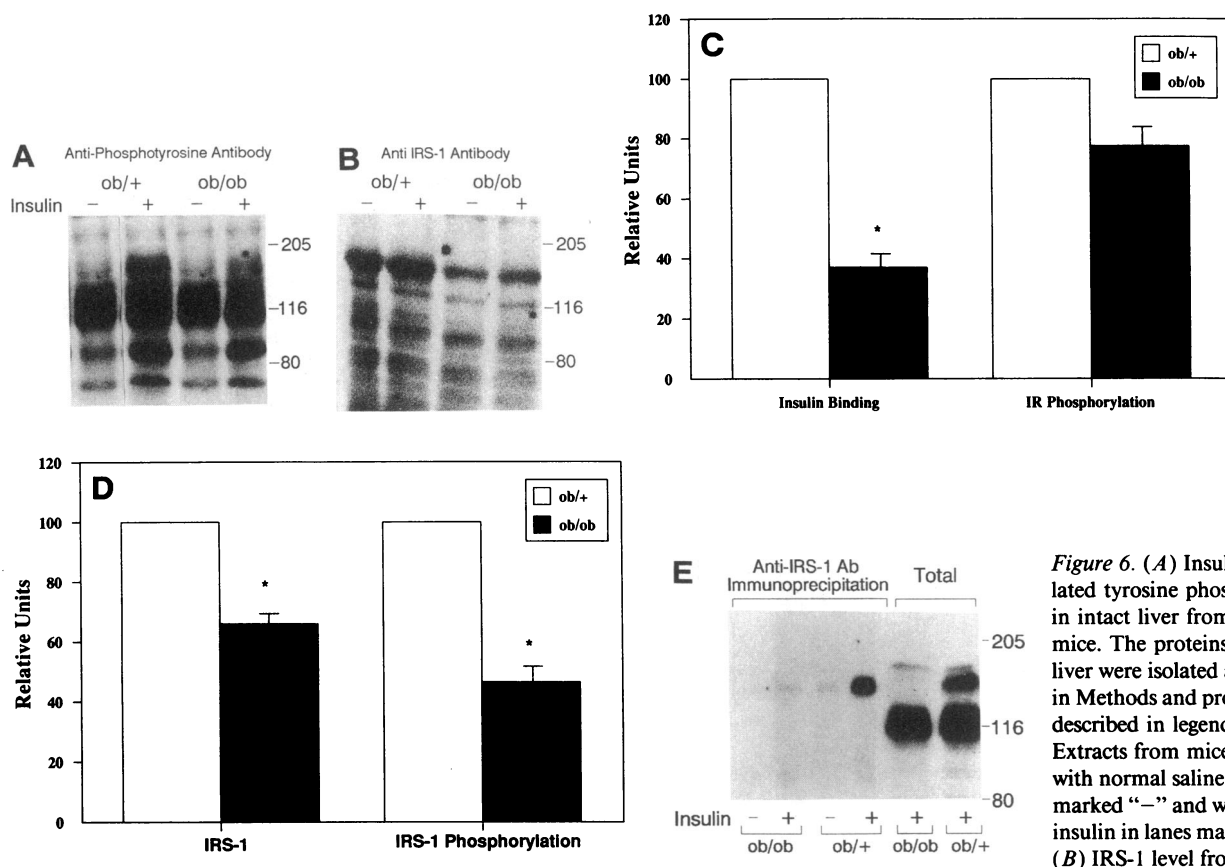 A
Anti-Phosphotyrosine Antibody
ob/+ ob/ob
Insulin − + − +
−205
−116
−80
B
Anti IRS-1 Antibody
ob/+ ob/ob
− + − +
−205
−116
−80
C
ob/+
ob/ob
Relative Units
120
100
80
60
40
20
0
*
Insulin Binding
IR Phosphorylation
D
ob/+
ob/ob
Relative Units
120
100
80
60
40
20
0
*
*
IRS-1
IRS-1 Phosphorylation
E
Anti-IRS-1 Ab
Immunoprecipitation
Total
−205
−116
−80
Insulin − + − + + +
ob/ob ob/+ ob/ob ob/+
Figure 6. (A) Insul
lated tyrosine phos
in intact liver from
mice. The proteins
liver were isolated a
in Methods and pro
described in legend
Extracts from mice
with normal saline
marked “−” and w
insulin in lanes ma
(B) IRS-1 level fro